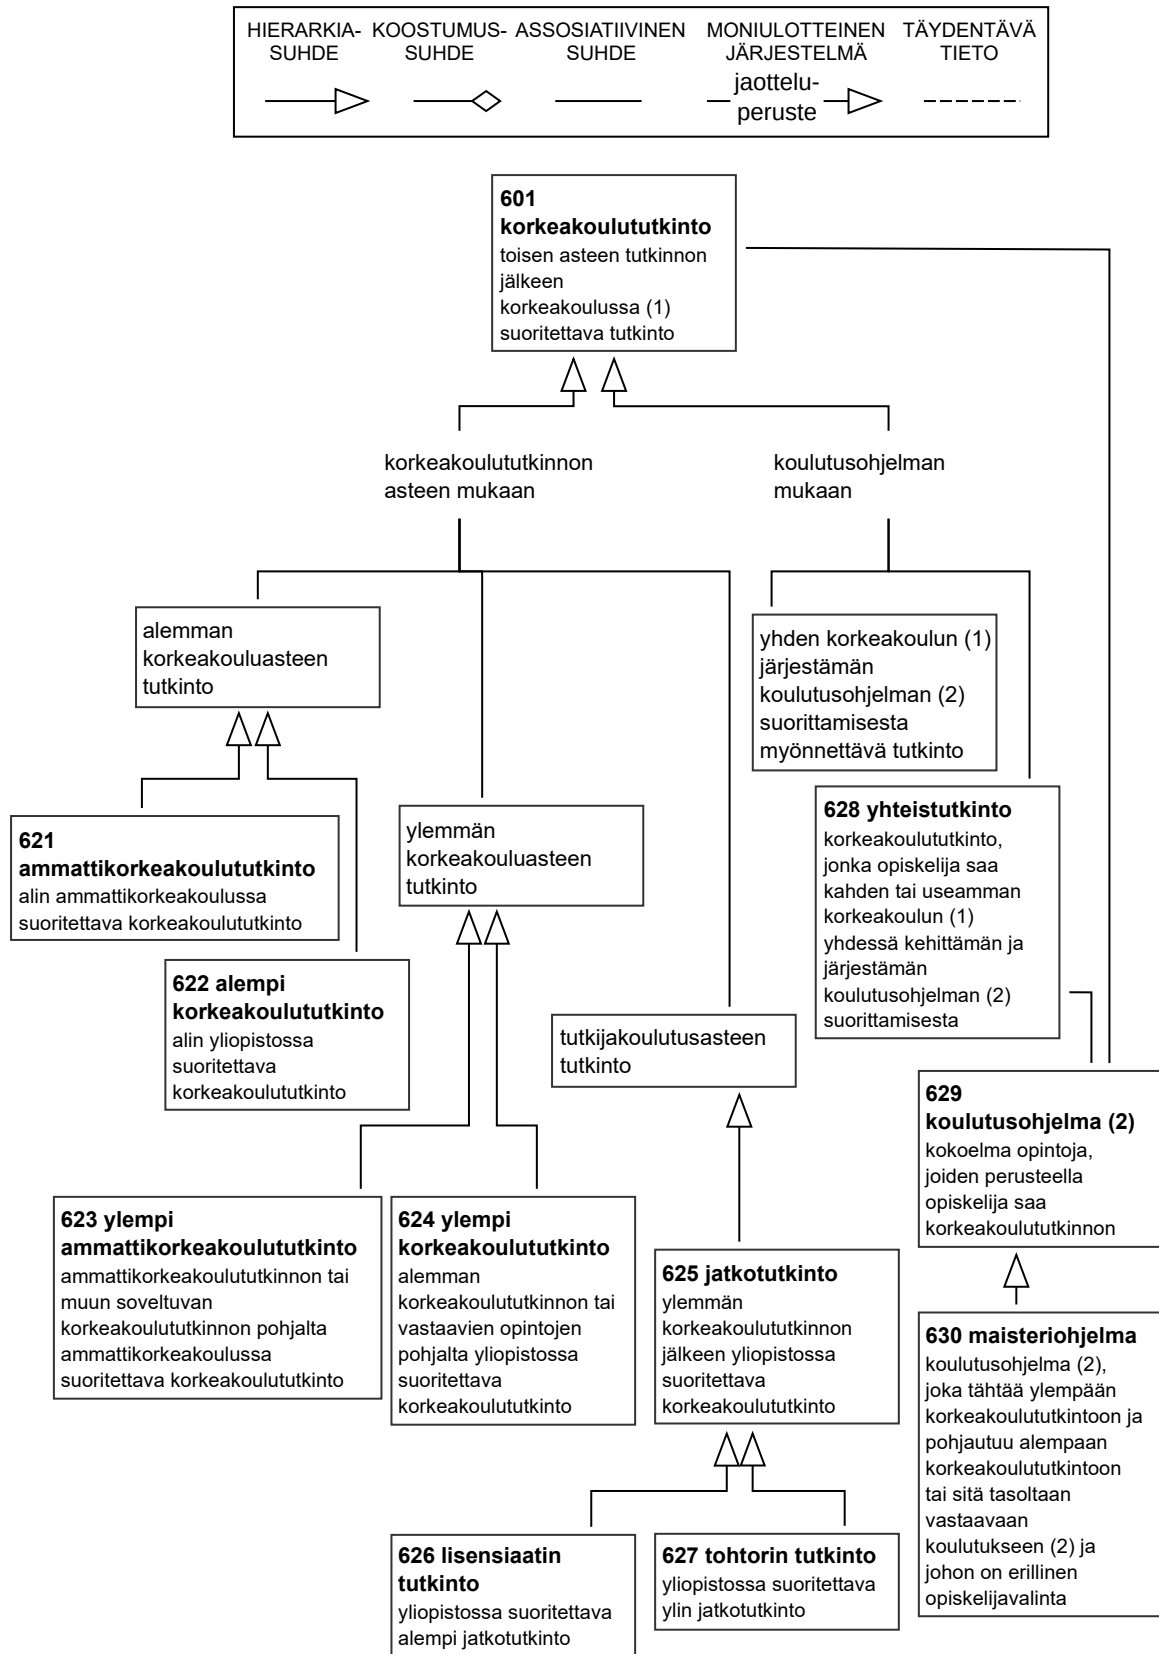 HIERARKIA-
SUHDE
KOOSTUMUS-
SUHDE
ASSOSIATIIVINEN
SUHDE
MONIULOTTEINEN
JÄRJESTELMÄ
jaottelu-
peruste
TÄYDENTÄVÄ
TIETO
601
korkeakoulututkinto
toisen asteen tutkinnon
jälkeen
korkeakoulussa (1)
suoritettava tutkinto
korkeakoulututkinnon
asteen mukaan
koulutusohjelman
mukaan
alemman
korkeakouluasteen
tutkinto
yhden korkeakoulun (1)
järjestämän
koulutusohjelman (2)
suorittamisesta
myönnettävä tutkinto
621
ammattikorkeakoulututkinto
alin ammattikorkeakoulussa
suoritettava korkeakoulututkinto
ylemmän
korkeakouluasteen
tutkinto
628 yhteistutkinto
korkeakoulututkinto,
jonka opiskelija saa
kahden tai useamman
korkeakoulun (1)
yhdessä kehittämän ja
järjestämän
koulutusohjelman (2)
suorittamisesta
622 alempi
korkeakoulututkinto
alin yliopistossa
suoritettava
korkeakoulututkinto
tutkijakoulutusasteen
tutkinto
629
koulutusohjelma (2)
kokoelma opintoja,
joiden perusteella
opiskelija saa
korkeakoulututkinnon
623 ylempi
ammattikorkeakoulututkinto
ammattikorkeakoulututkinnon tai
muun soveltuvan
korkeakoulututkinnon pohjalta
ammattikorkeakoulussa
suoritettava korkeakoulututkinto
624 ylempi
korkeakoulututkinto
alemman
korkeakoulututkinnon tai
vastaavien opintojen
pohjalta yliopistossa
suoritettava
korkeakoulututkinto
625 jatkotutkinto
ylemmän
korkeakoulututkinnon
jälkeen yliopistossa
suoritettava
korkeakoulututkinto
630 maisteriohjelma
koulutusohjelma (2),
joka tähtää ylempään
korkeakoulututkintoon ja
pohjautuu alempaan
korkeakoulututkintoon
tai sitä tasoltaan
vastaavaan
koulutukseen (2) ja
johon on erillinen
opiskelijavalinta
626 lisensiaatin
tutkinto
yliopistossa suoritettava
alempi jatkotutkinto
627 tohtorin tutkinto
yliopistossa suoritettava
ylin jatkotutkinto